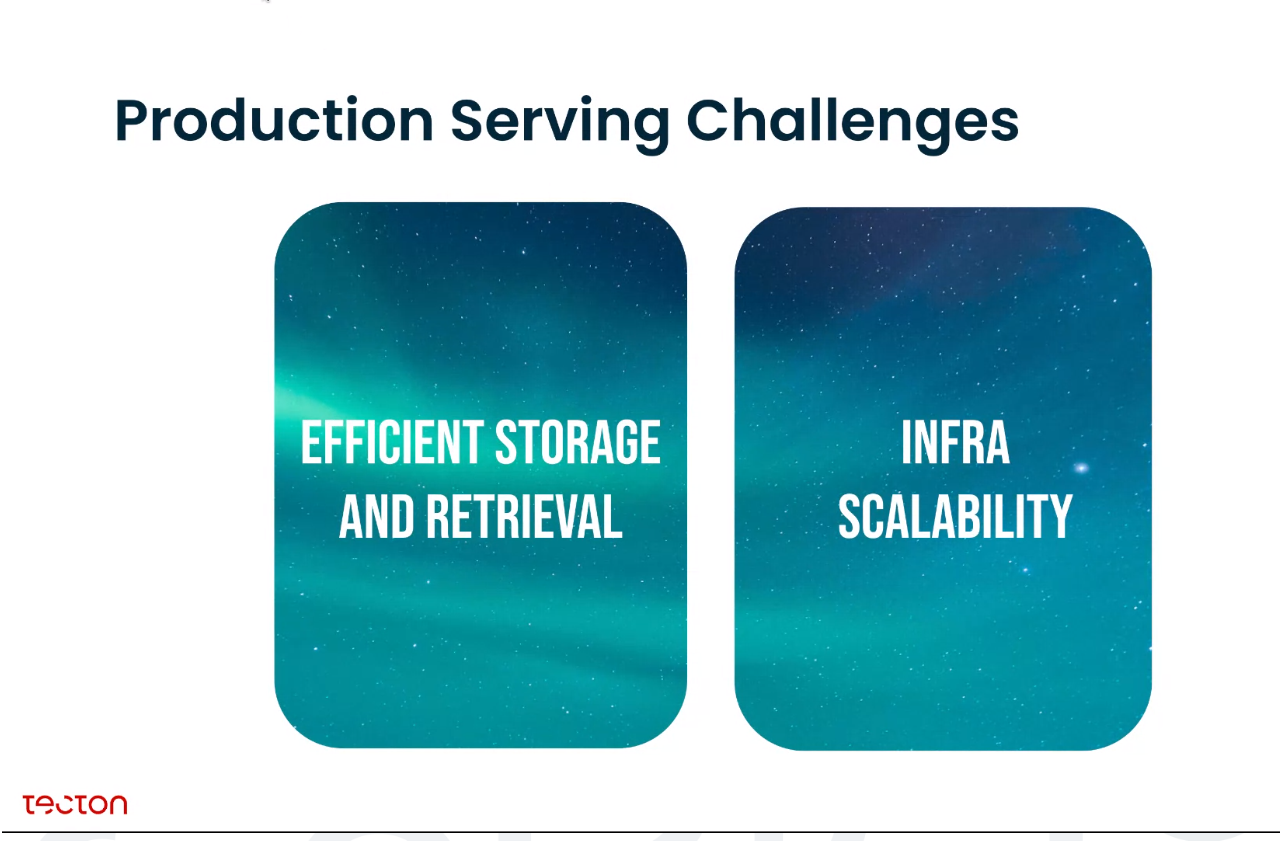 Production Serving Challenges
EFFICIENT STORAGE
AND RETRIEVAL
INFRA
SCALABILITY
tecton